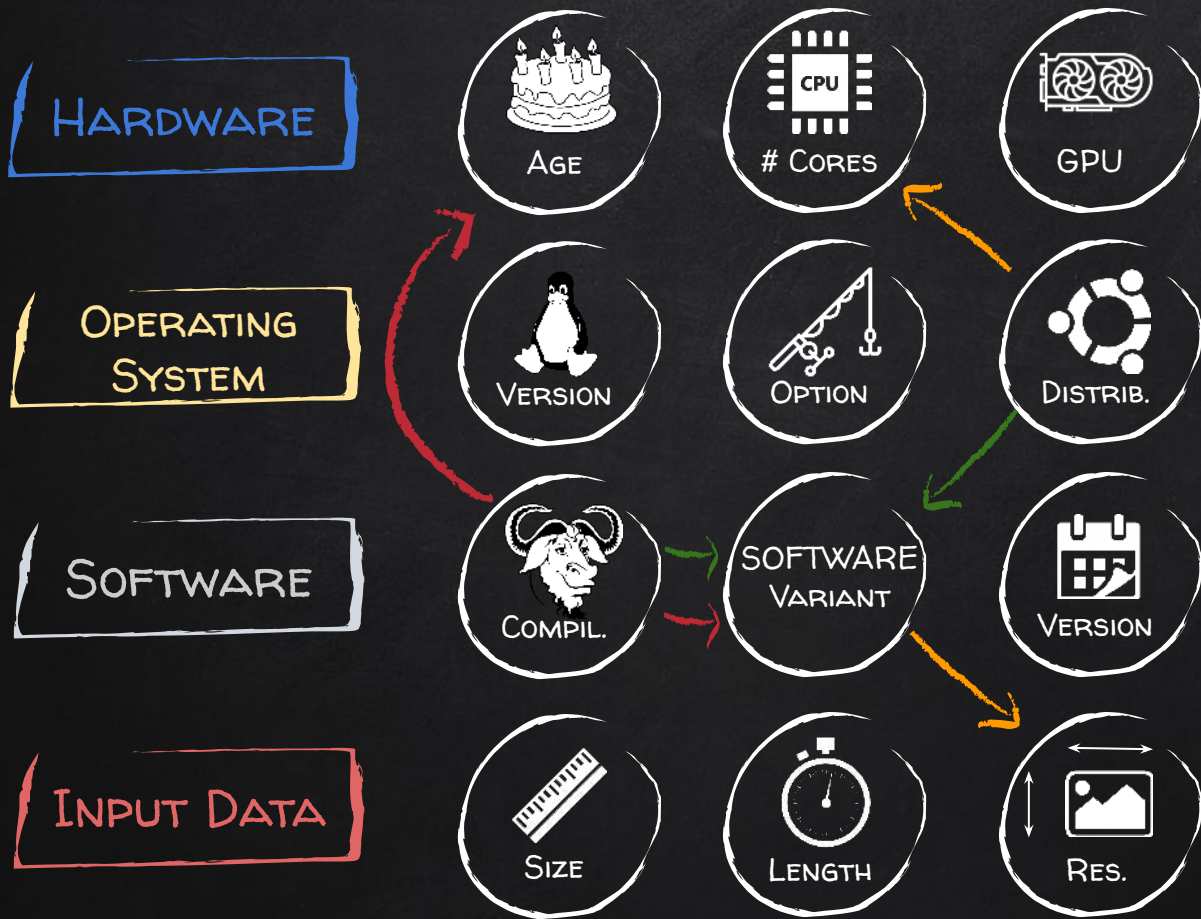 HARDWARE
AGE
CPU
# CORES
GPU
OPERATING
SYSTEM
VERSION
OPTION
DISTRIB.
SOFTWARE
COMPIL.
SOFTWARE
VARIANT
VERSION
INPUT DATA
SIZE
LENGTH
RES.